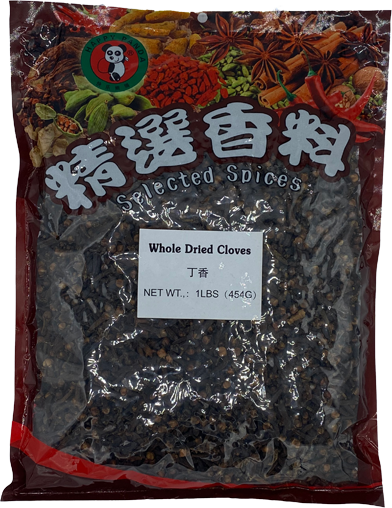 精選香料
Selected Spices
Whole Dried Cloves
丁香
NET WT.,: 1LBS (454G)